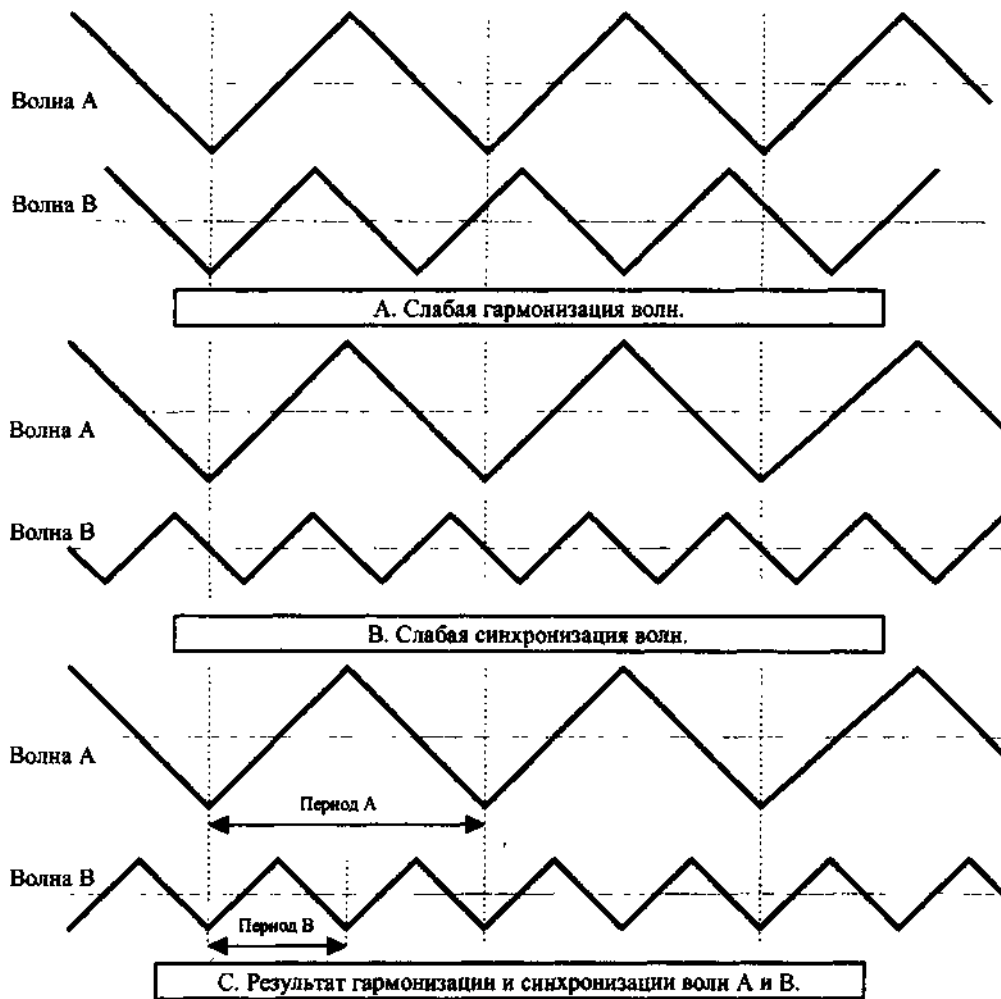 Волна А
Волна В
А. Слабая гармонизация волн.
Волна А
Волна В
В. Слабая синхронизация волн.
Волна А
Период А
Волна В
Период В
С. Результат гармонизации и синхронизации волн А и В.